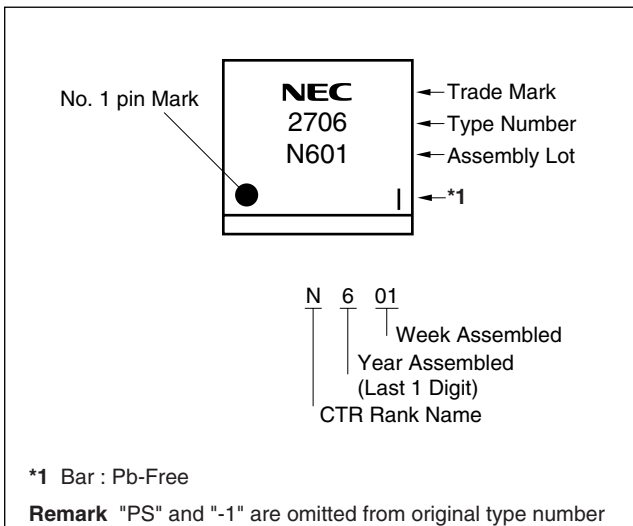 NEC
2706
N601
No. 1 pin Mark
Trade Mark
Type Number
Assembly Lot
*1
N 6 01
Week Assembled
Year Assembled
(Last 1 Digit)
CTR Rank Name
*1 Bar : Pb-Free
Remark "PS" and "-1" are omitted from original type number